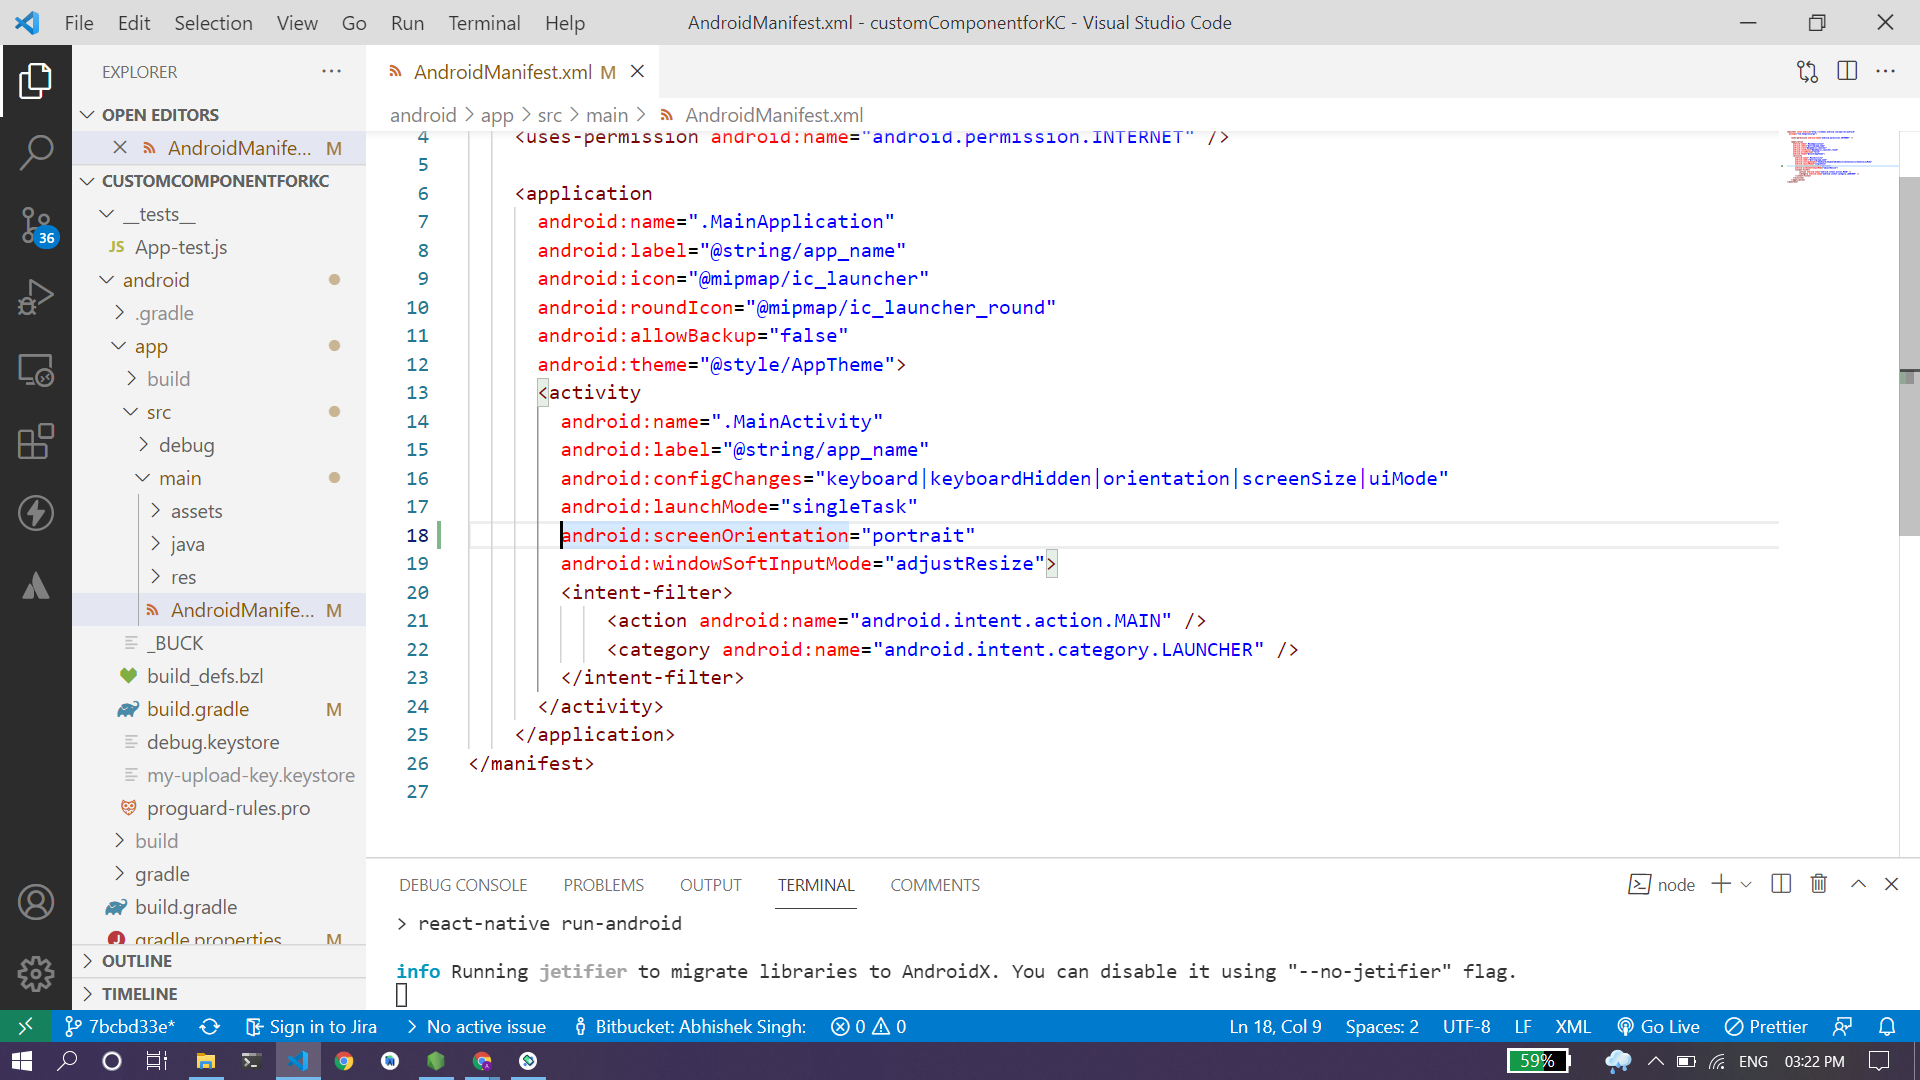 File Edit Selection View Go Run Terminal Help
AndroidManifest.xml - customComponentforKC - Visual Studio Code
EXPLORER
OPEN EDITORS
AndroidManife... M
CUSTOMCOMPONENTFORKC
__tests__
JS App-test.js
android
.gradle
app
build
src
debug
main
assets
java
res
AndroidManife... M
_BUCK
build_defs.bzl
build.gradle M
debug.keystore
my-upload-key.keystore
proguard-rules.pro
build
gradle
build.gradle
gradle.properties M
OUTLINE
TIMELINE
36
AndroidManifest.xml M
android > app > src > main > AndroidManifest.xml
4 <uses-permission android:name="android.permission.INTERNET" />
5
6 <application
7 android:name=".MainApplication"
8 android:label="@string/app_name"
9 android:icon="@mipmap/ic_launcher"
10 android:roundIcon="@mipmap/ic_launcher_round"
11 android:allowBackup="false"
12 android:theme="@style/AppTheme">
13 <activity
14 android:name=".MainActivity"
15 android:label="@string/app_name"
16 android:configChanges="keyboard|keyboardHidden|orientation|screenSize|uiMode"
17 android:launchMode="singleTask"
18 android:screenOrientation="portrait"
19 android:windowSoftInputMode="adjustResize">
20 <intent-filter>
21 <action android:name="android.intent.action.MAIN" />
22 <category android:name="android.intent.category.LAUNCHER" />
23 </intent-filter>
24 </activity>
25 </application>
26 </manifest>
27
DEBUG CONSOLE PROBLEMS OUTPUT TERMINAL COMMENTS
node
> react-native run-android
info Running jetifier to migrate libraries to AndroidX. You can disable it using "--no-jetifier" flag.
7bcbd33e* Sign in to Jira No active issue Bitbucket: Abhishek Singh: 0 0
Ln 18, Col 9 Spaces: 2 UTF-8 LF XML Go Live Prettier
59% ENG 03:22 PM